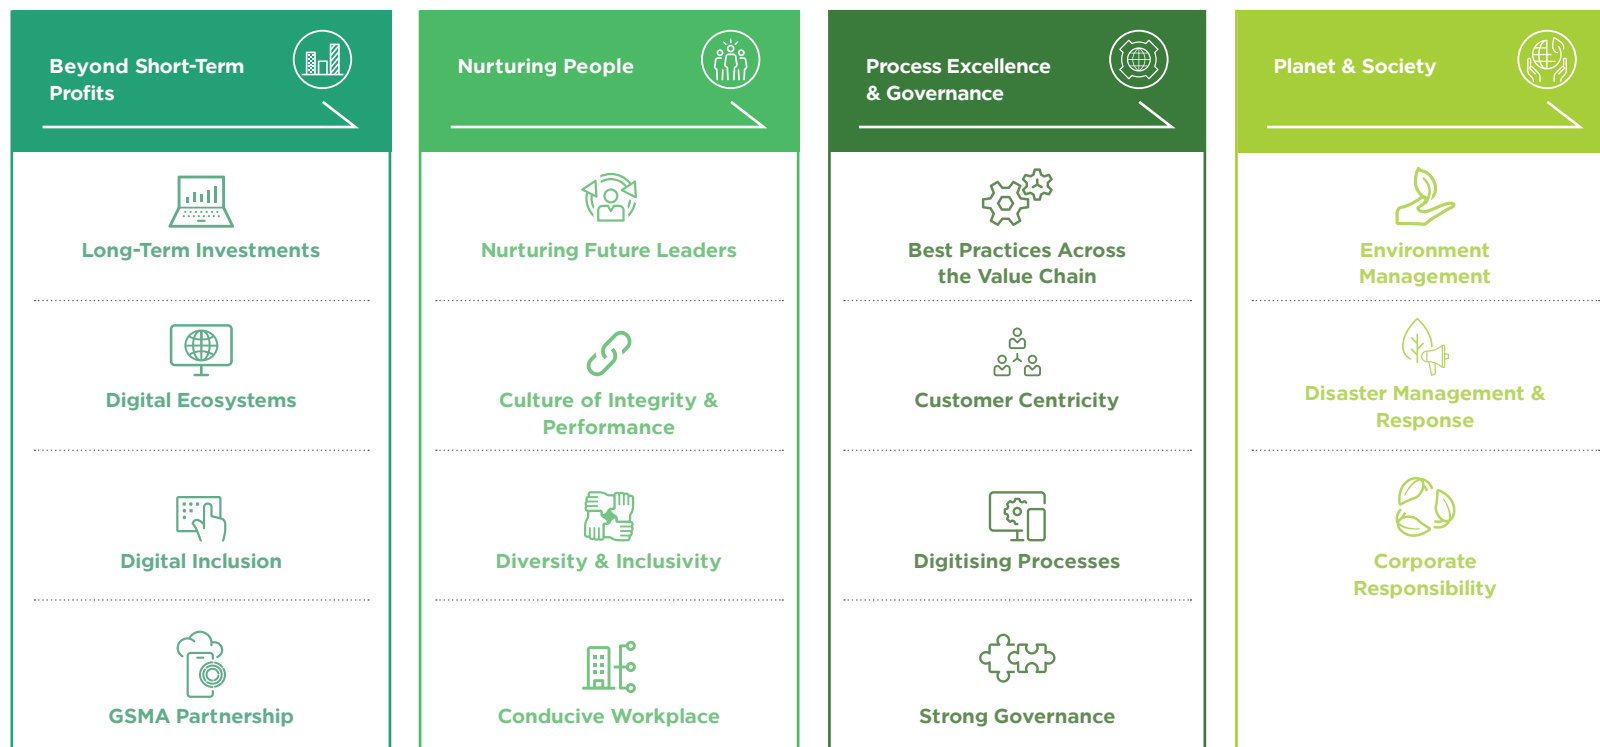 Beyond Short-Term
Profits
Long-Term Investments
Digital Ecosystems
Digital Inclusion
GSMA Partnership
Nurturing People
Nurturing Future Leaders
Culture of Integrity &
Performance
Diversity & Inclusivity
Conducive Workplace
Process Excellence
& Governance
Best Practices Across
the Value Chain
Customer Centricity
Digitising Processes
Strong Governance
Planet & Society
Environment
Management
Disaster Management &
Response
Corporate
Responsibility